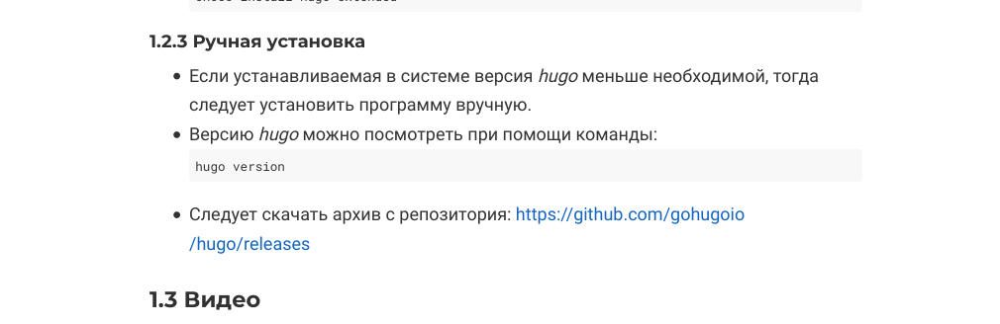 1.2.3 Ручная установка
• Если устанавливаемая в системе версия hugo меньше необходимой, тогда
следует установить программу вручную.
• Версию hugo можно посмотреть при помощи команды:
hugo version
• Следует скачать архив с репозитория: https://github.com/gohugoio
/hugo/releases
1.3 Видео